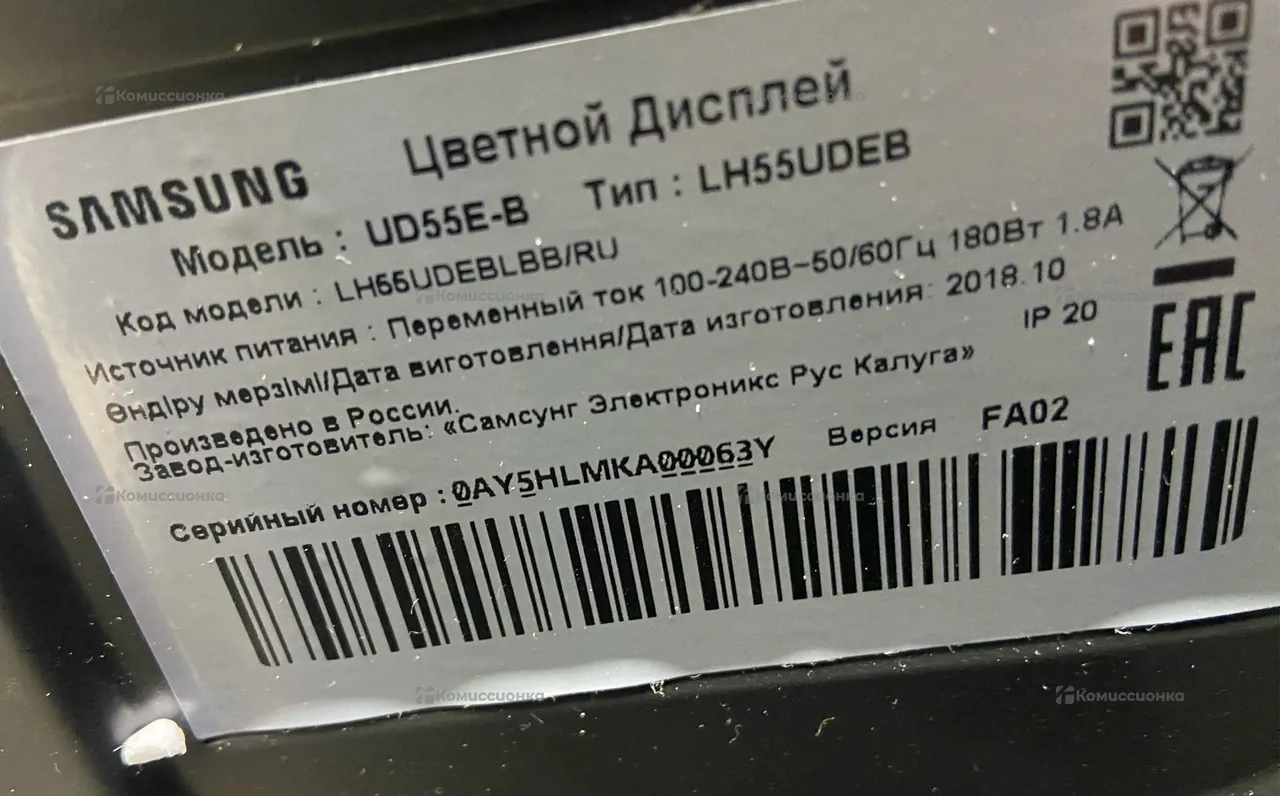 SAMSUNG Цветной Дисплей
Модель : UD55E-B Тип : LH55UDEB
Код модели : LH55UDEBLBB/RU
Источник питания : Переменный ток 100-240В~50/60Гц 180Вт 1.8А
Өндіру мерзімі/Дата виготовлення/Дата изготовления: 2018.10
Произведено в России. IP 20
Завод-изготовитель: «Самсунг Электроникс Рус Калуга»
Серийный номер : 0AY5HLMKA00063Y Версия FA02
EAC
Комиссионка
Комиссионка
Комиссионка
Комиссионка
Комиссионка
Комиссионка